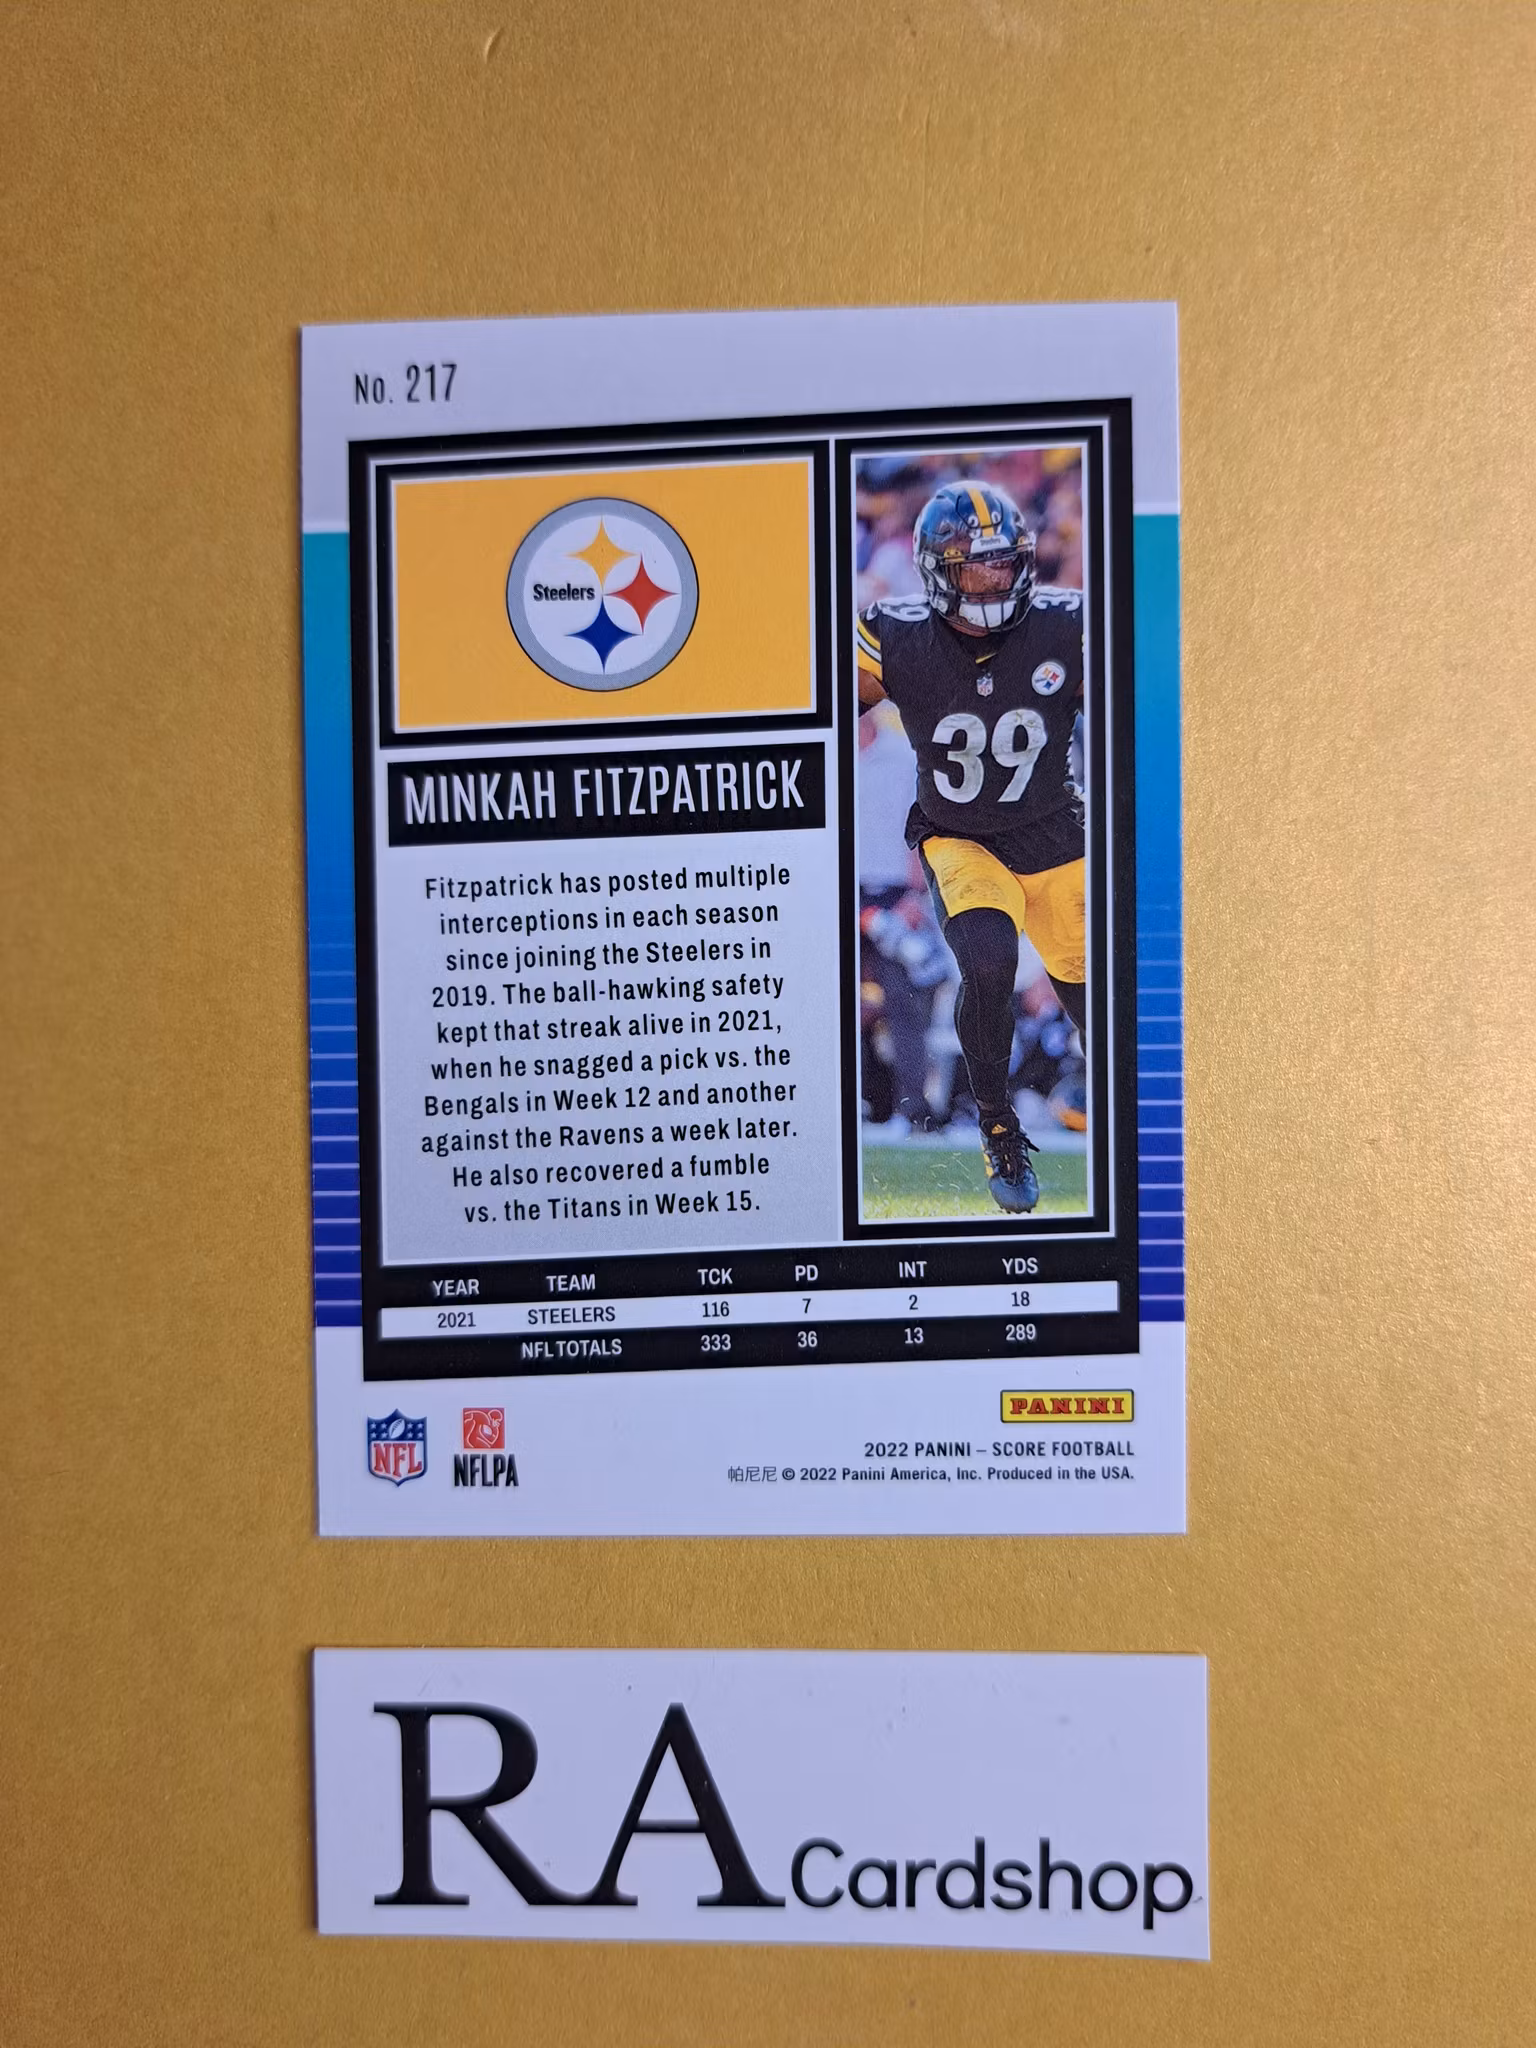 No. 217
Steelers
MINKAH FITZPATRICK
Fitzpatrick has posted multiple
interceptions in each season
since joining the Steelers in
2019. The ball-hawking safety
kept that streak alive in 2021,
when he snagged a pick vs. the
Bengals in Week 12 and another
against the Ravens a week later.
He also recovered a fumble
vs. the Titans in Week 15.
39
39
39
YEAR TEAM TCK PD INT YDS
2021 STEELERS 116 7 2 18
NFL TOTALS 333 36 13 289
PANINI
NFL
NFLPA
2022 PANINI – SCORE FOOTBALL
帕尼尼 © 2022 Panini America, Inc. Produced in the USA.
RA Cardshop